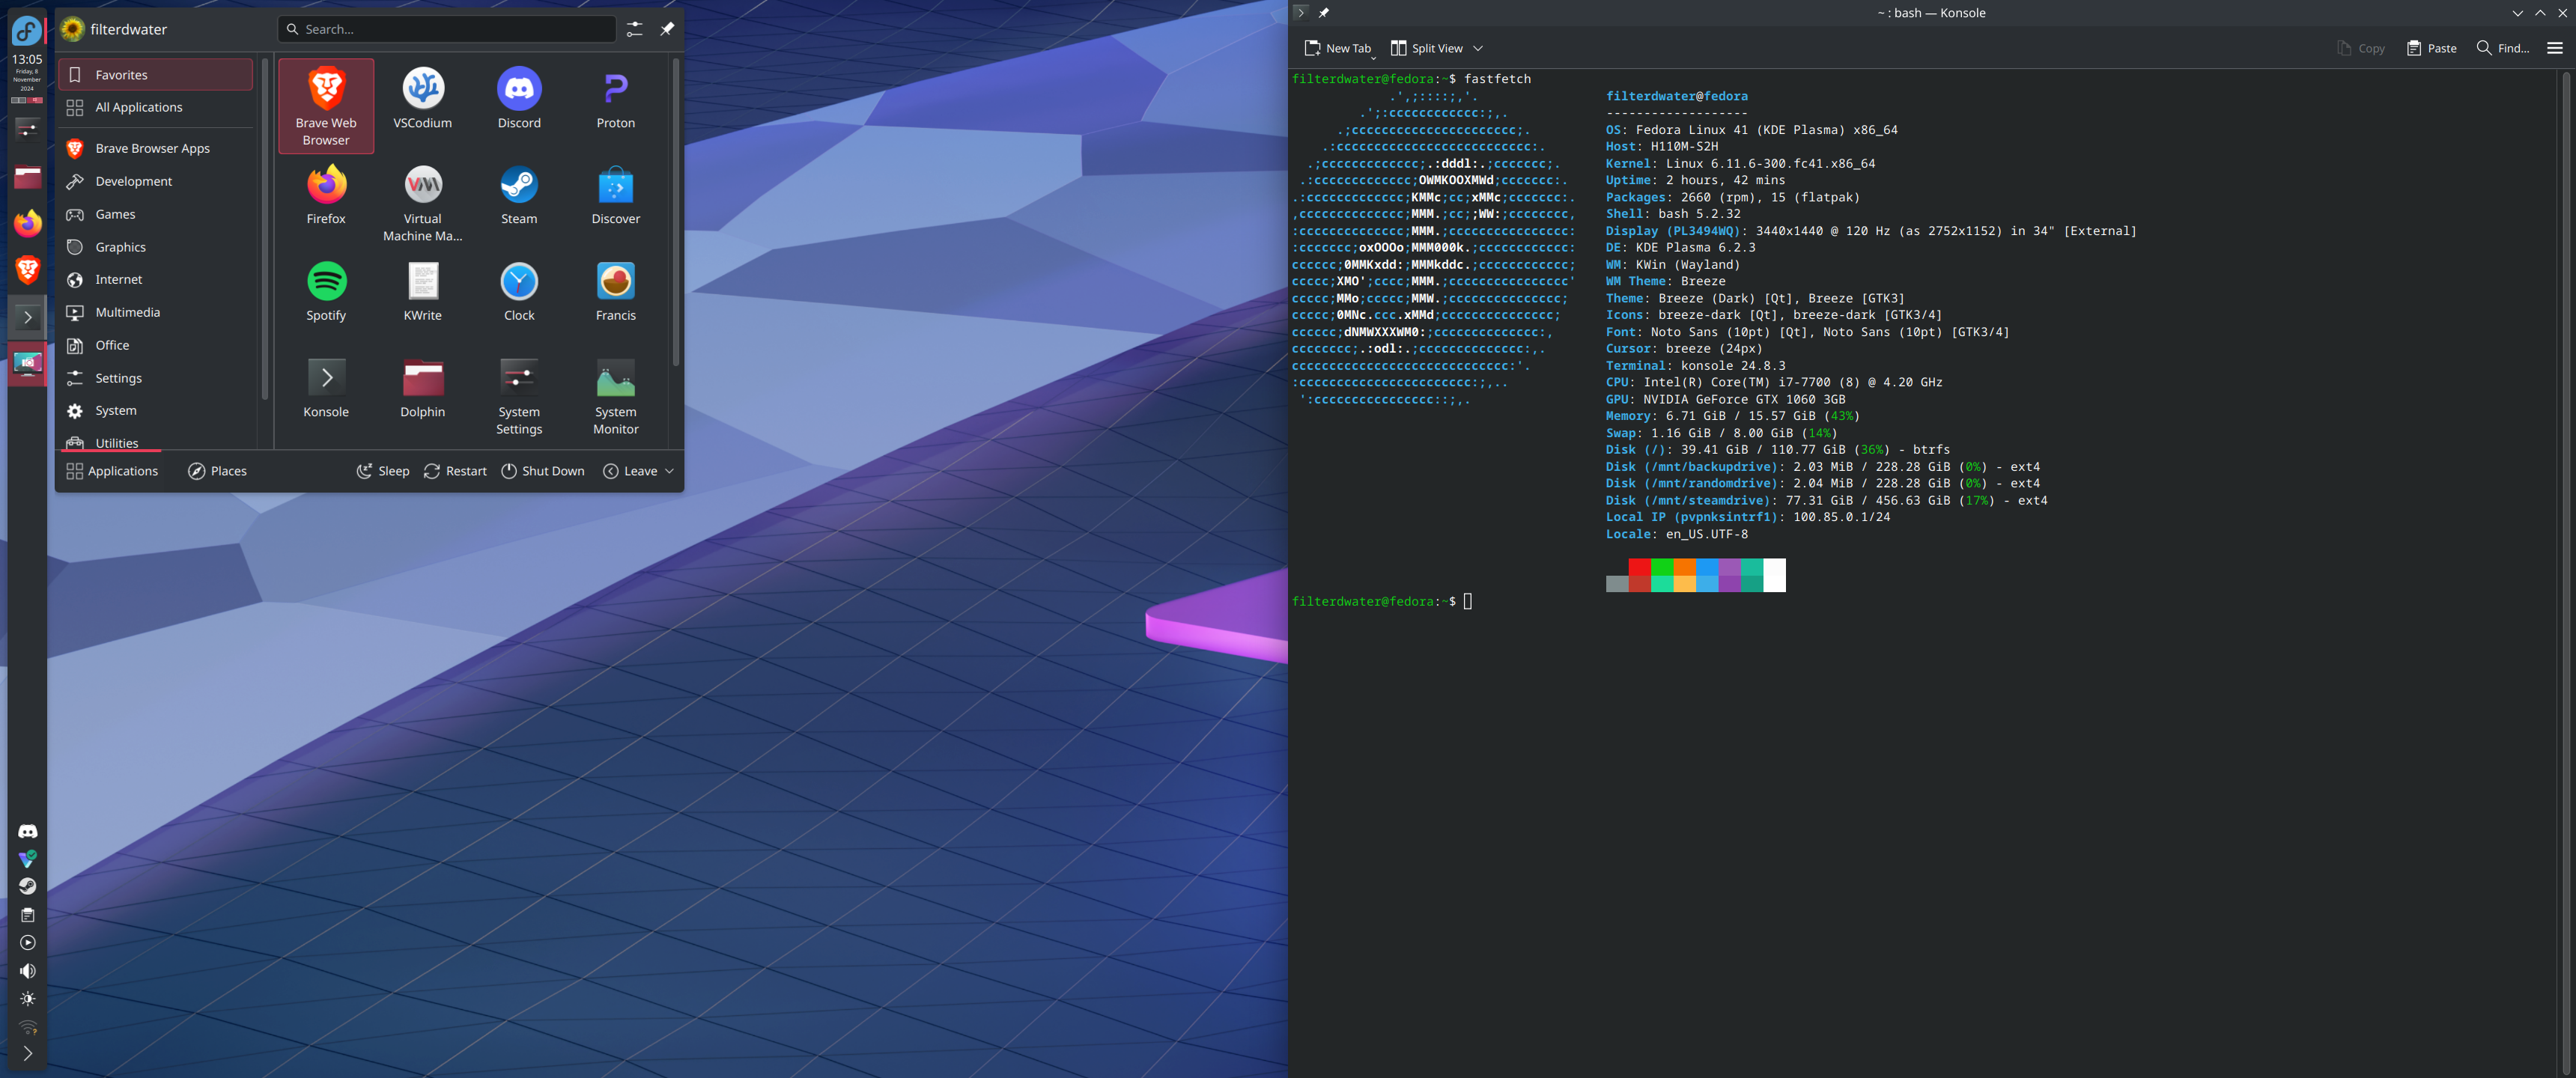 13:05
Friday, 8
November
2024
filterdwater
Search...
Favorites
All Applications
Brave Browser Apps
Development
Games
Graphics
Internet
Multimedia
Office
Settings
System
Utilities
Brave Web
Browser
VSCodium
Discord
Proton
Firefox
Virtual
Machine Ma...
Steam
Discover
Spotify
KWrite
Clock
Francis
Konsole
Dolphin
System
Settings
System
Monitor
Applications
Places
Sleep
Restart
Shut Down
Leave
~ : bash — Konsole
New Tab
Split View
Copy
Paste
Find...
filterdwater@fedora:~$ fastfetch
filterdwater@fedora
-------------------
OS: Fedora Linux 41 (KDE Plasma) x86_64
Host: H110M-S2H
Kernel: Linux 6.11.6-300.fc41.x86_64
Uptime: 2 hours, 42 mins
Packages: 2660 (rpm), 15 (flatpak)
Shell: bash 5.2.32
Display (PL3494WQ): 3440x1440 @ 120 Hz (as 2752x1152) in 34" [External]
DE: KDE Plasma 6.2.3
WM: KWin (Wayland)
WM Theme: Breeze
Theme: Breeze (Dark) [Qt], Breeze [GTK3]
Icons: breeze-dark [Qt], breeze-dark [GTK3/4]
Font: Noto Sans (10pt) [Qt], Noto Sans (10pt) [GTK3/4]
Cursor: breeze (24px)
Terminal: konsole 24.8.3
CPU: Intel(R) Core(TM) i7-7700 (8) @ 4.20 GHz
GPU: NVIDIA GeForce GTX 1060 3GB
Memory: 6.71 GiB / 15.57 GiB (43%)
Swap: 1.16 GiB / 8.00 GiB (14%)
Disk (/): 39.41 GiB / 110.77 GiB (36%) - btrfs
Disk (/mnt/backupdrive): 2.03 MiB / 228.28 GiB (0%) - ext4
Disk (/mnt/randomdrive): 2.04 MiB / 228.28 GiB (0%) - ext4
Disk (/mnt/steamdrive): 77.31 GiB / 456.63 GiB (17%) - ext4
Local IP (pvpnksintrf1): 100.85.0.1/24
Locale: en_US.UTF-8
filterdwater@fedora:~$